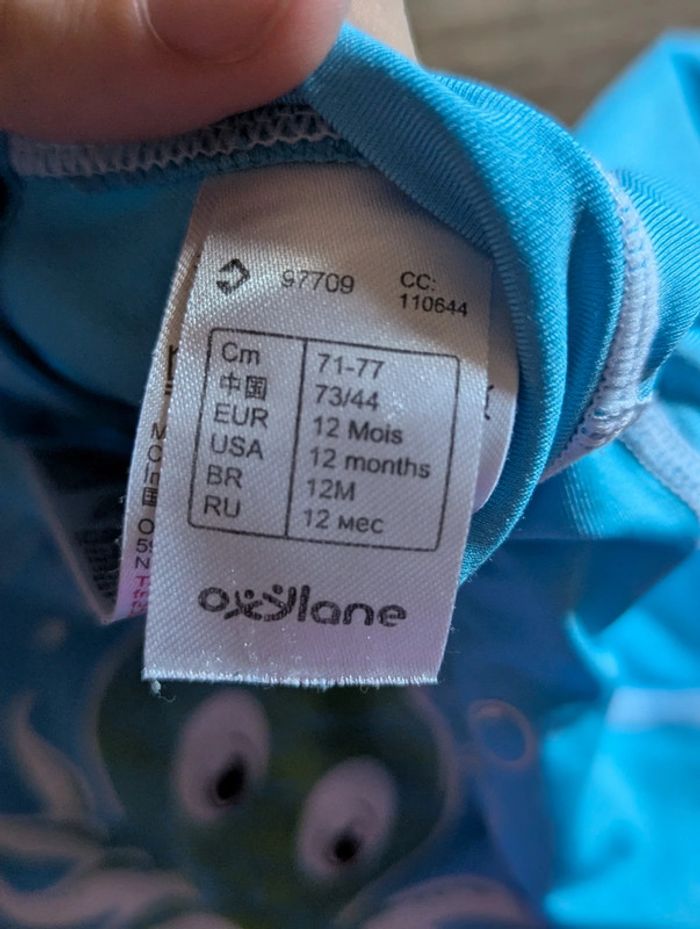 97709 CC:
110644
Cm 71-77
中国 73/44
EUR 12 Mois
USA 12 months
BR 12M
RU 12 мес
oxylane